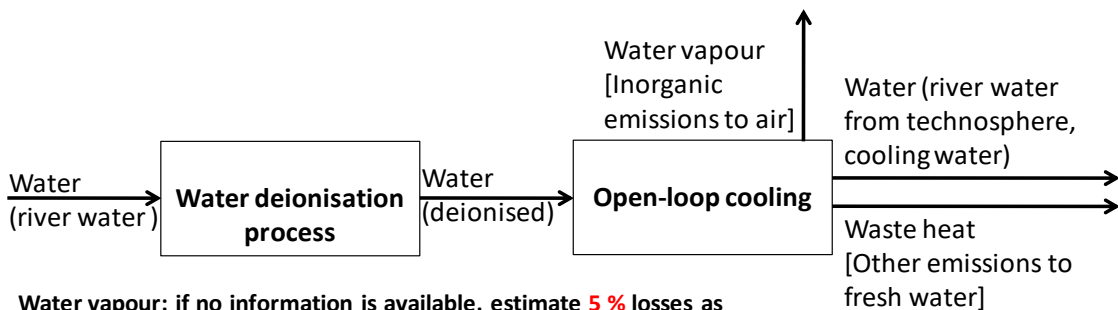 Water vapour
[Inorganic
emissions to air]
Water (river water
from technosphere,
cooling water)
Water
(river water )
Water deionisation
process
Water
(deionised)
Open-loop cooling
Waste heat
[Other emissions to
fresh water]
Water vapour: if no information is available, estimate 5 % losses as